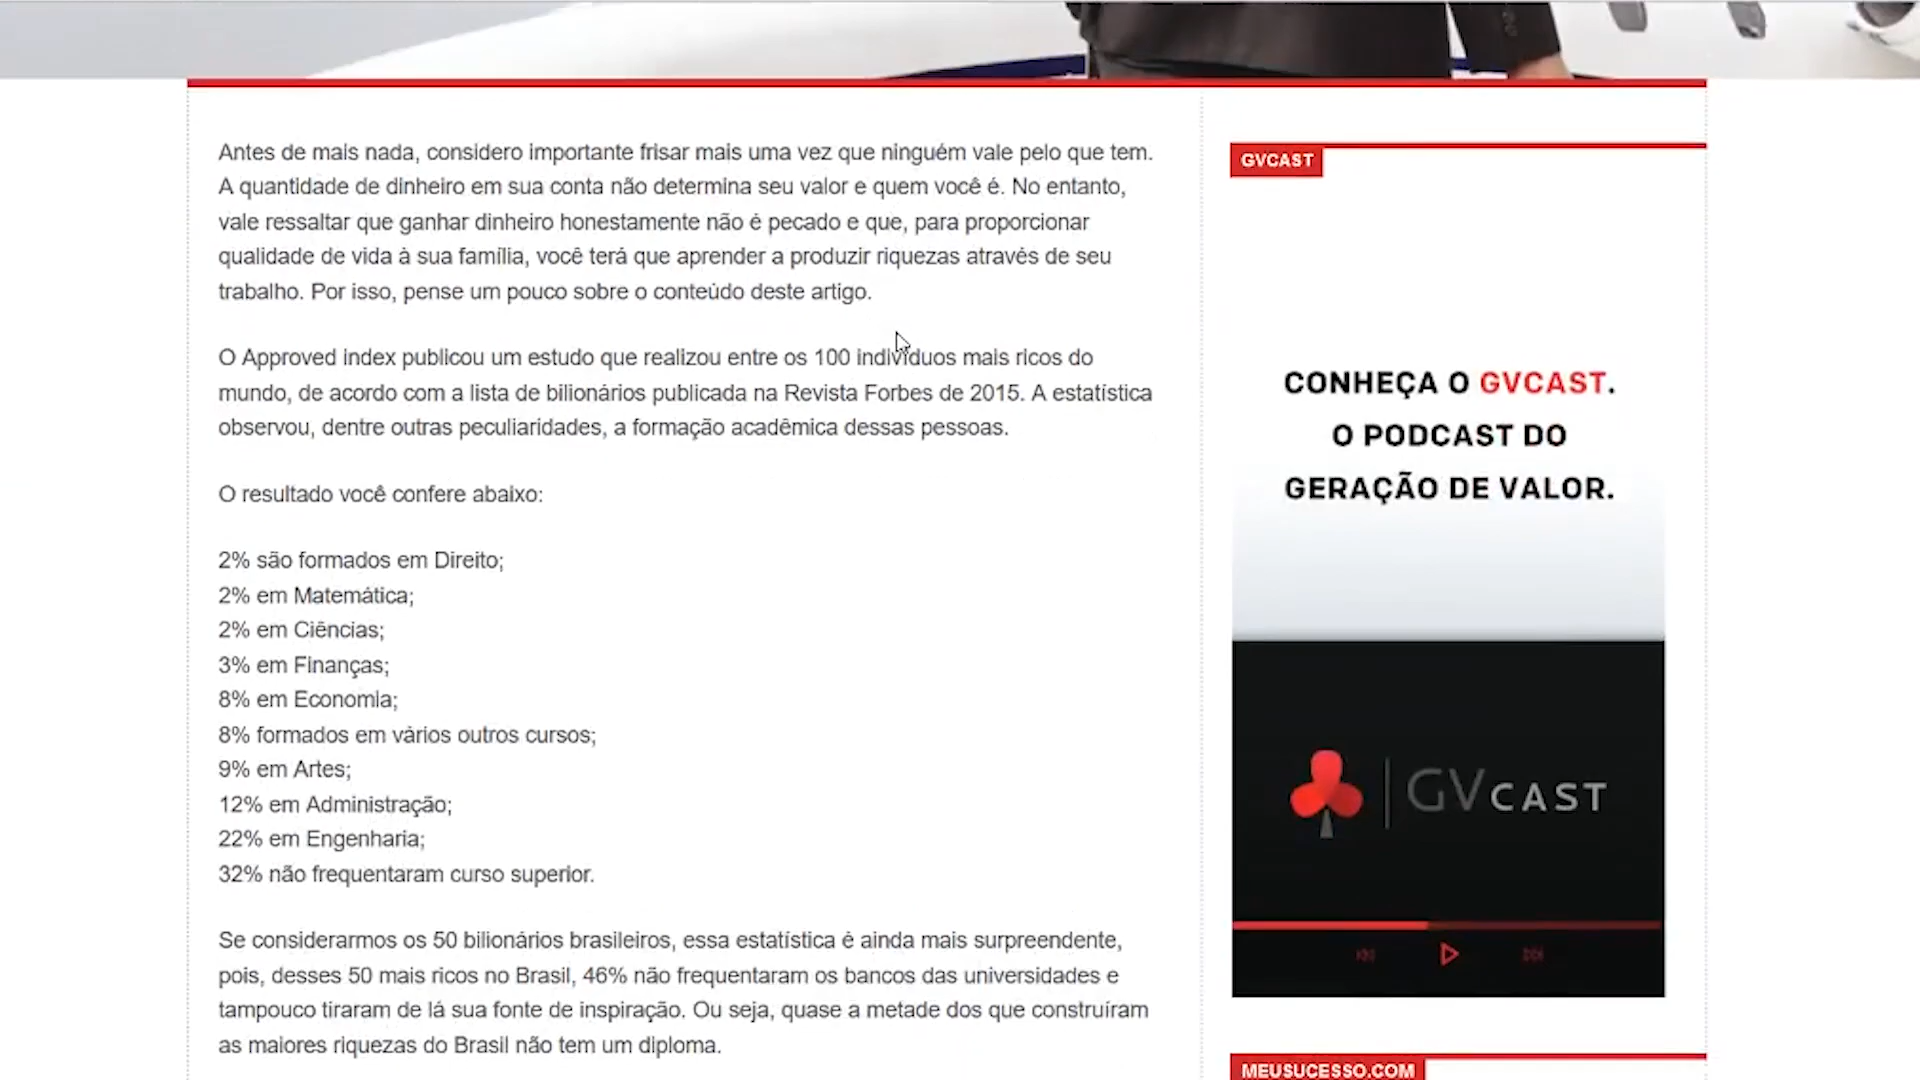 Antes de mais nada, considero importante frisar mais uma vez que ninguém vale pelo que tem.
A quantidade de dinheiro em sua conta não determina seu valor e quem você é. No entanto,
vale ressaltar que ganhar dinheiro honestamente não é pecado e que, para proporcionar
qualidade de vida à sua família, você terá que aprender a produzir riquezas através de seu
trabalho. Por isso, pense um pouco sobre o conteúdo deste artigo.
O Approved index publicou um estudo que realizou entre os 100 indivíduos mais ricos do
mundo, de acordo com a lista de bilionários publicada na Revista Forbes de 2015. A estatística
observou, dentre outras peculiaridades, a formação acadêmica dessas pessoas.
O resultado você confere abaixo:
2% são formados em Direito;
2% em Matemática;
2% em Ciências;
3% em Finanças;
8% em Economia;
8% formados em vários outros cursos;
9% em Artes;
12% em Administração;
22% em Engenharia;
32% não frequentaram curso superior.
Se considerarmos os 50 bilionários brasileiros, essa estatística é ainda mais surpreendente,
pois, desses 50 mais ricos no Brasil, 46% não frequentaram os bancos das universidades e
tampouco tiraram de lá sua fonte de inspiração. Ou seja, quase a metade dos que construíram
as maiores riquezas do Brasil não tem um diploma.
GVCAST
CONHEÇA O GVCAST.
O PODCAST DO
GERAÇÃO DE VALOR.
GVCAST
MEUSUCESSO.COM